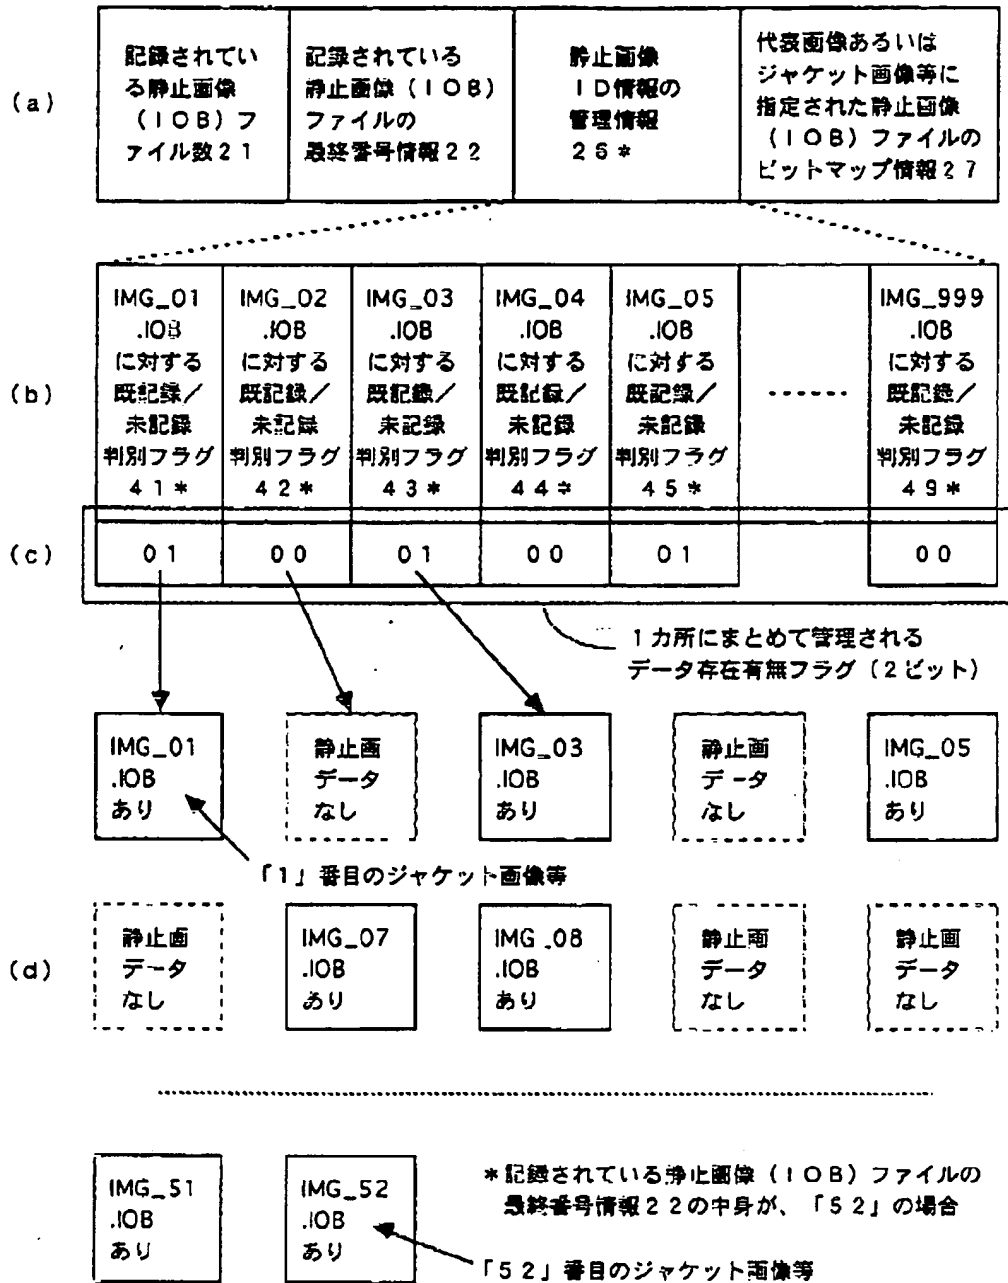 (a)
記録されてい
る静止画像
(IOB)フ
ァイル数21
記録されている
静止画像(IOB)
ファイルの
最終番号情報22
静止画像
ID情報の
管理情報
26*
代表画像あるいは
ジャケット画像等に
指定された静止画像
(IOB)ファイルの
ビットマップ情報27
(b)
IMG_01
.IOB
に対する
既記録/
未記録
判別フラグ
41*
IMG_02
.IOB
に対する
既記録/
未記録
判別フラグ
42*
IMG_03
.IOB
に対する
既記録/
未記録
判別フラグ
43*
IMG_04
.IOB
に対する
既記録/
未記録
判別フラグ
44*
IMG_05
.IOB
に対する
既記録/
未記録
判別フラグ
45*
……
IMG_999
.IOB
に対する
既記録/
未記録
判別フラグ
49*
(c)
01
00
01
00
01
00
1カ所にまとめて管理される
データ存在有無フラグ(2ビット)
IMG_01
.IOB
あり
静止画
データ
なし
IMG_03
.IOB
あり
静止画
データ
なし
IMG_05
.IOB
あり
「1」番目のジャケット画像等
(d)
静止画
データ
なし
IMG_07
.IOB
あり
IMG_08
.IOB
あり
静止画
データ
なし
静止画
データ
なし
IMG_51
.IOB
あり
IMG_52
.IOB
あり
*記録されている静止画像(IOB)ファイルの
最終番号情報22の中身が、「52」の場合
「52」番目のジャケット画像等